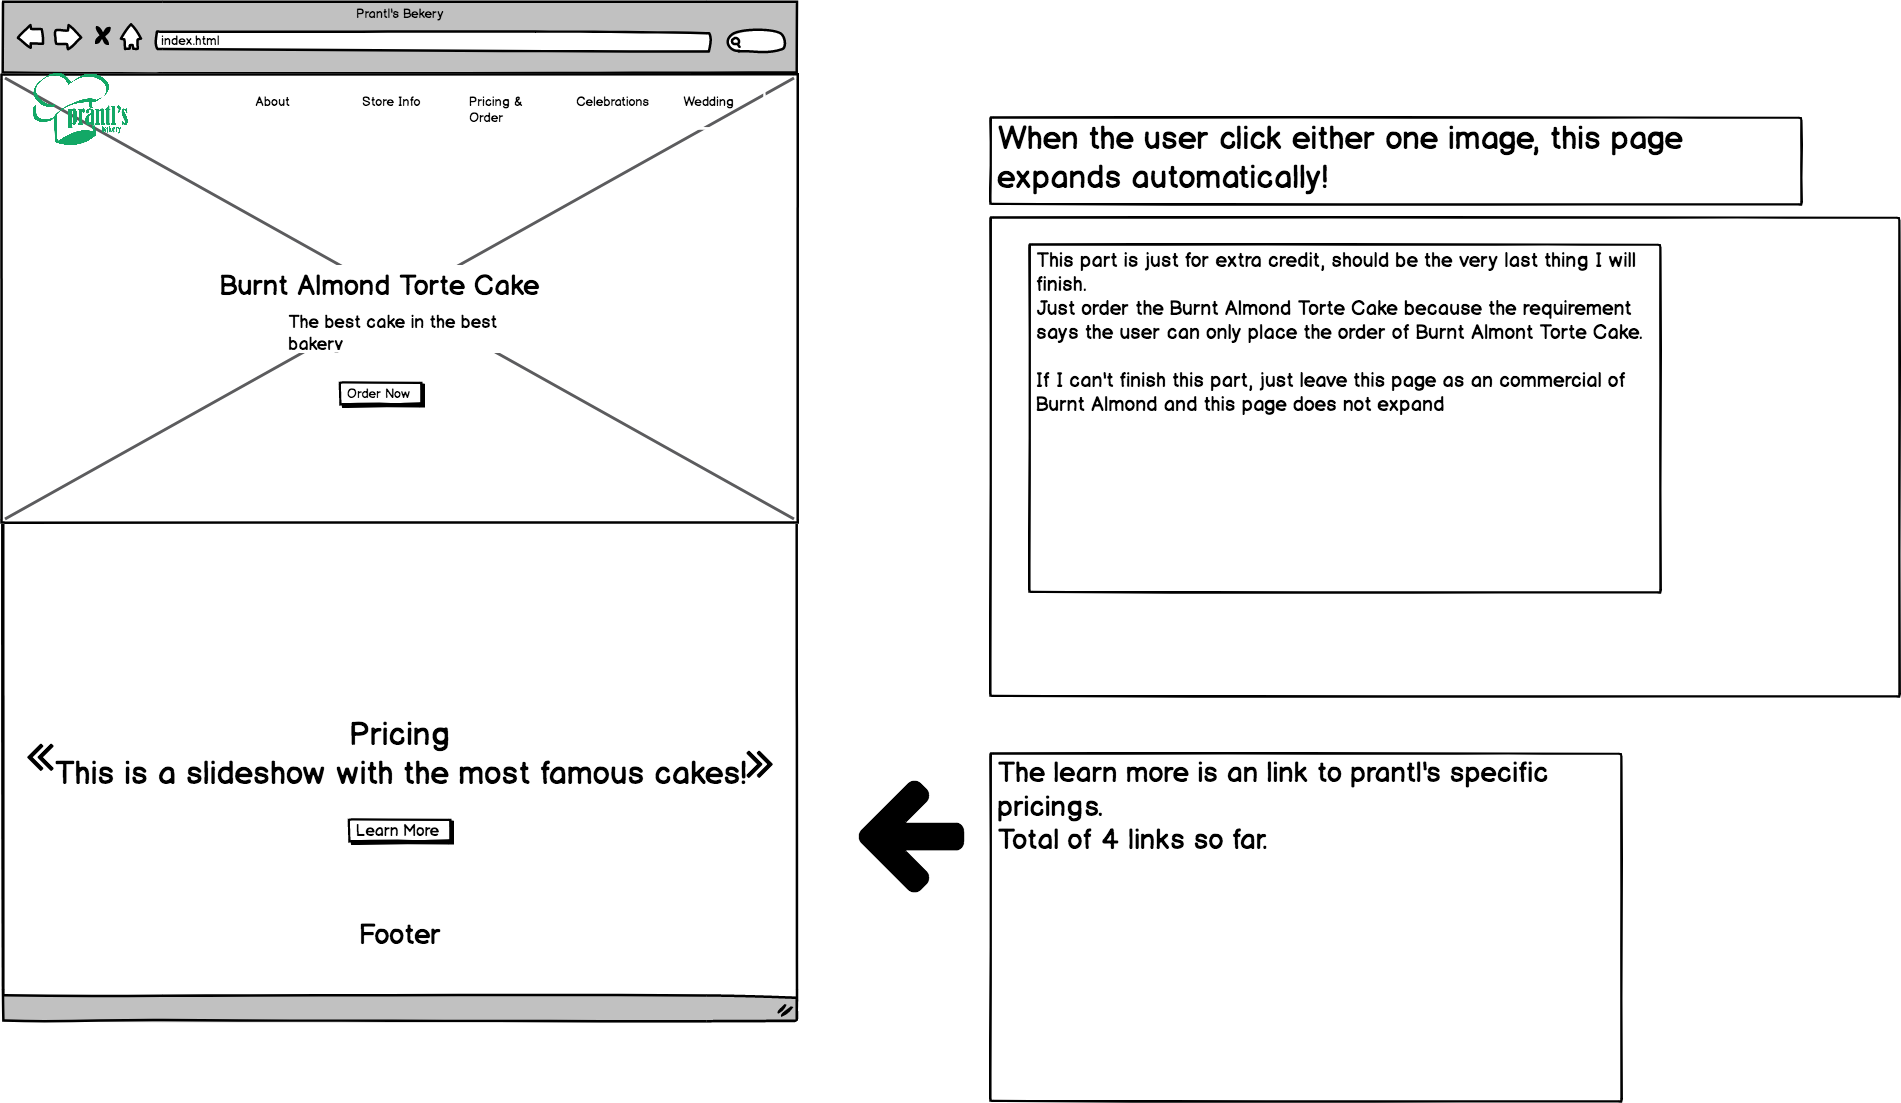 Prantl's Bekery
index.html
prantl's
bakery
About
Store Info
Pricing &
Order
Celebrations
Wedding
Burnt Almond Torte Cake
The best cake in the best
bakery
Order Now
Pricing
This is a slideshow with the most famous cakes!
Learn More
Footer
When the user click either one image, this page
expands automatically!
This part is just for extra credit, should be the very last thing I will
finish.
Just order the Burnt Almond Torte Cake because the requirement
says the user can only place the order of Burnt Almont Torte Cake.
If I can't finish this part, just leave this page as an commercial of
Burnt Almond and this page does not expand
The learn more is an link to prantl's specific
pricings.
Total of 4 links so far.